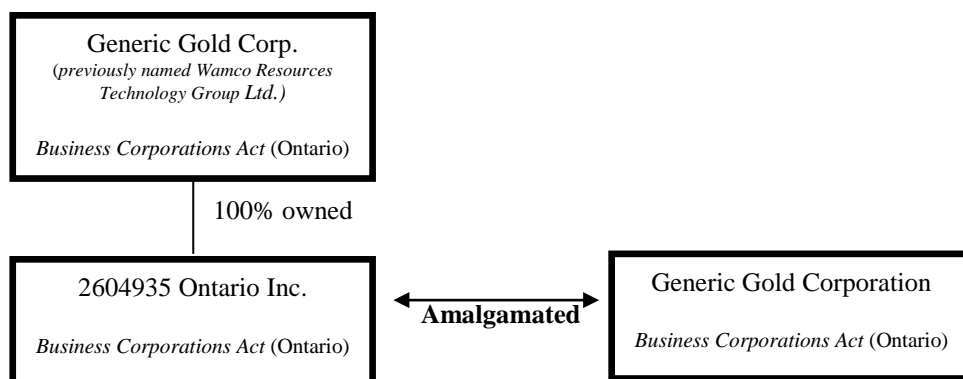 Generic Gold Corp.
(previously named Wamco Resources
Technology Group Ltd.)
Business Corporations Act (Ontario)
100% owned
2604935 Ontario Inc.
Business Corporations Act (Ontario)
Amalgamated
Generic Gold Corporation
Business Corporations Act (Ontario)